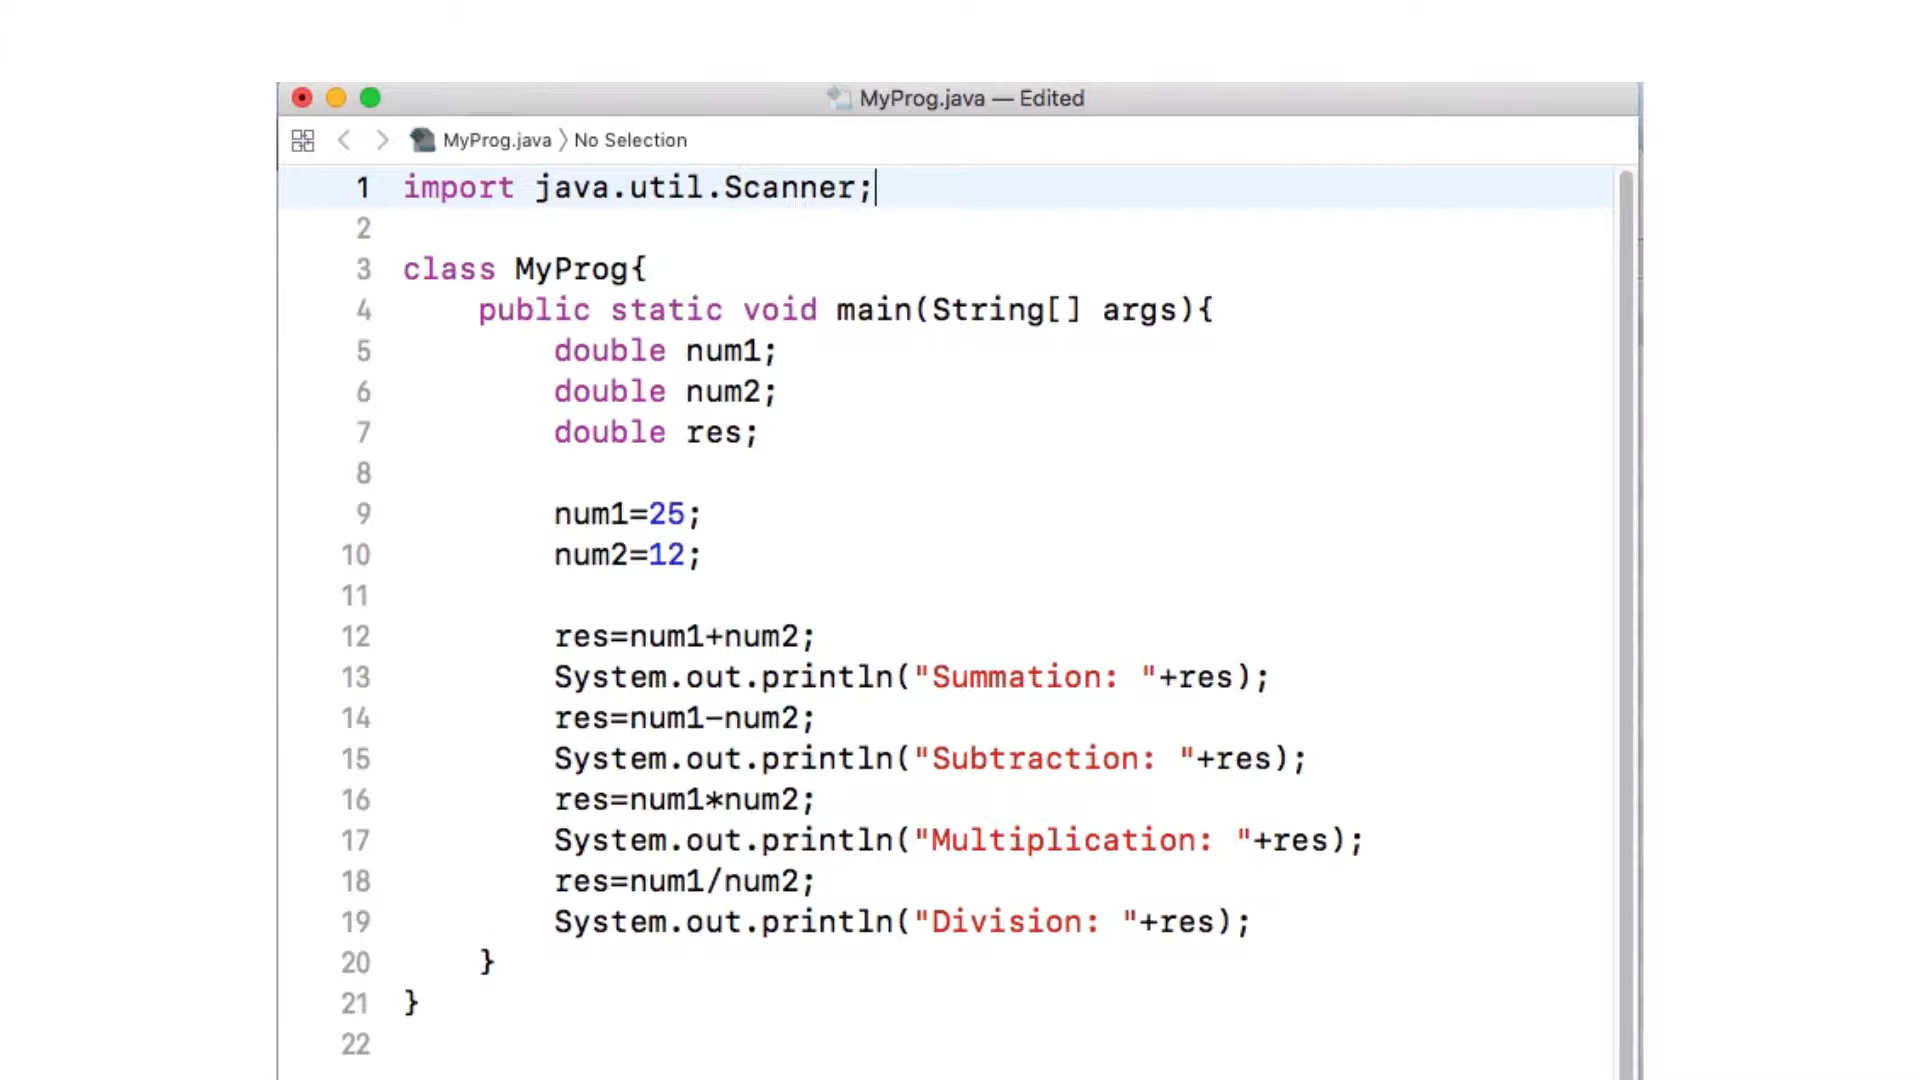 MyProg.java — Edited
MyProg.java 〉 No Selection
1 import java.util.Scanner;
2
3 class MyProg{
4 public static void main(String[] args){
5 double num1;
6 double num2;
7 double res;
8
9 num1=25;
10 num2=12;
11
12 res=num1+num2;
13 System.out.println("Summation: "+res);
14 res=num1-num2;
15 System.out.println("Subtraction: "+res);
16 res=num1*num2;
17 System.out.println("Multiplication: "+res);
18 res=num1/num2;
19 System.out.println("Division: "+res);
20 }
21 }
22